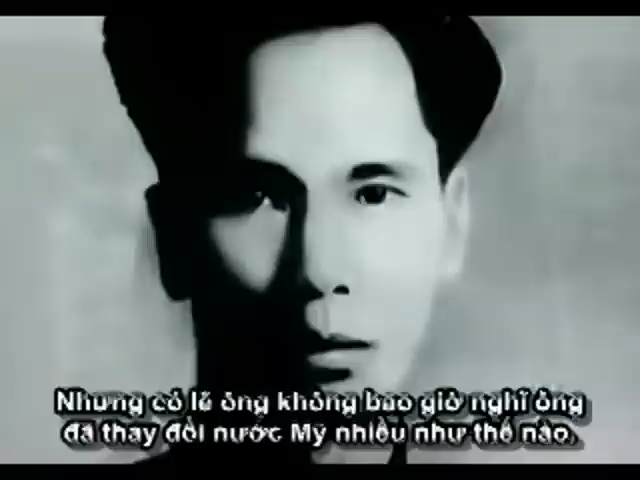 Nhưng có lẽ ông không bao giờ nghĩ ông
đã thay đổi nước Mỹ nhiều như thế nào.